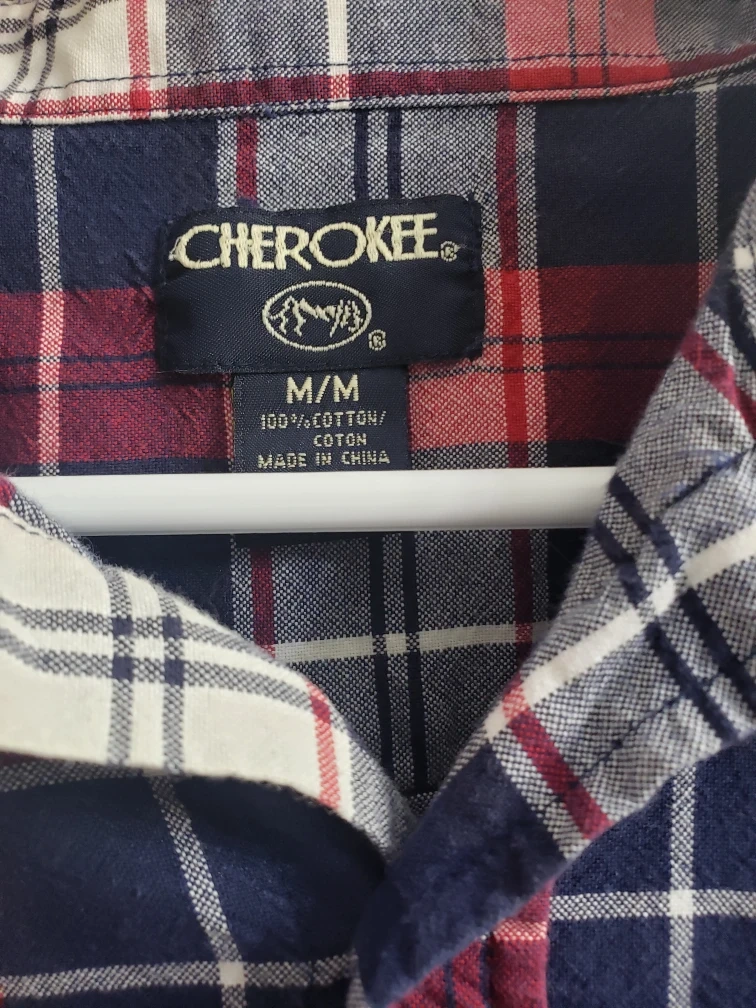 CHEROKEE®
®
M/M
100%COTTON/
COTON
MADE IN CHINA